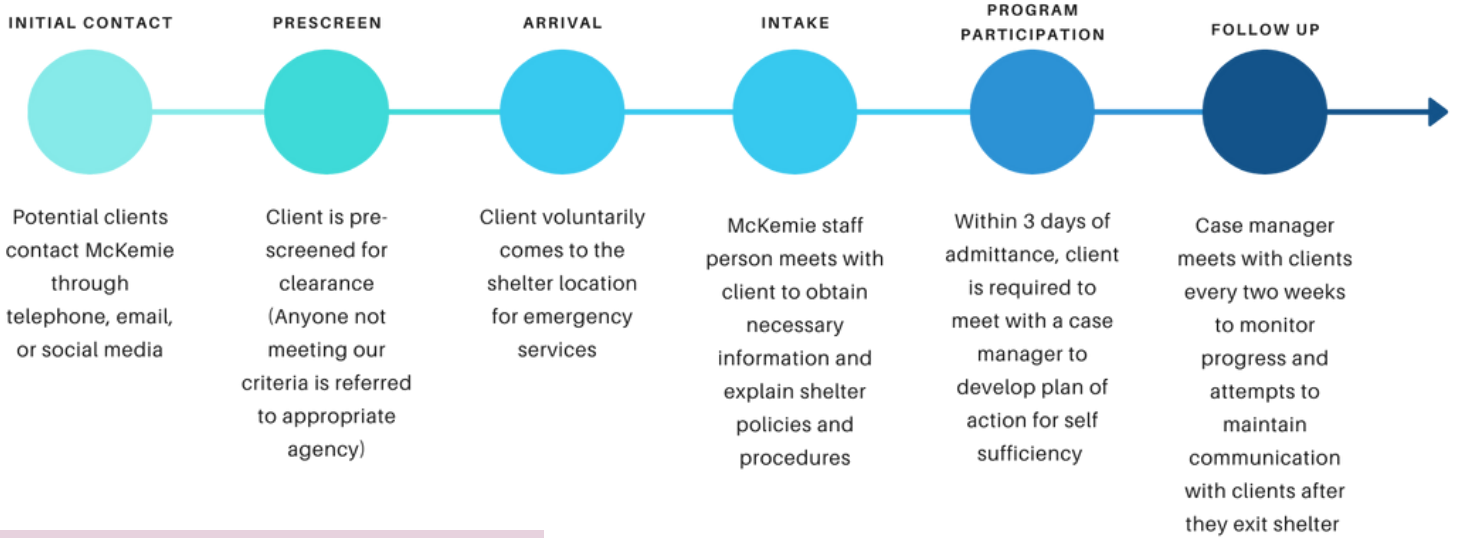 INITIAL CONTACT
Potential clients
contact McKemie
through
telephone, email,
or social media
PRESCREEN
Client is pre-
screened for
clearance
(Anyone not
meeting our
criteria is referred
to appropriate
agency)
ARRIVAL
Client voluntarily
comes to the
shelter location
for emergency
services
INTAKE
McKemie staff
person meets with
client to obtain
necessary
information and
explain shelter
policies and
procedures
PROGRAM
PARTICIPATION
Within 3 days of
admittance, client
is required to
meet with a case
manager to
develop plan of
action for self
sufficiency
FOLLOW UP
Case manager
meets with clients
every two weeks
to monitor
progress and
attempts to
maintain
communication
with clients after
they exit shelter